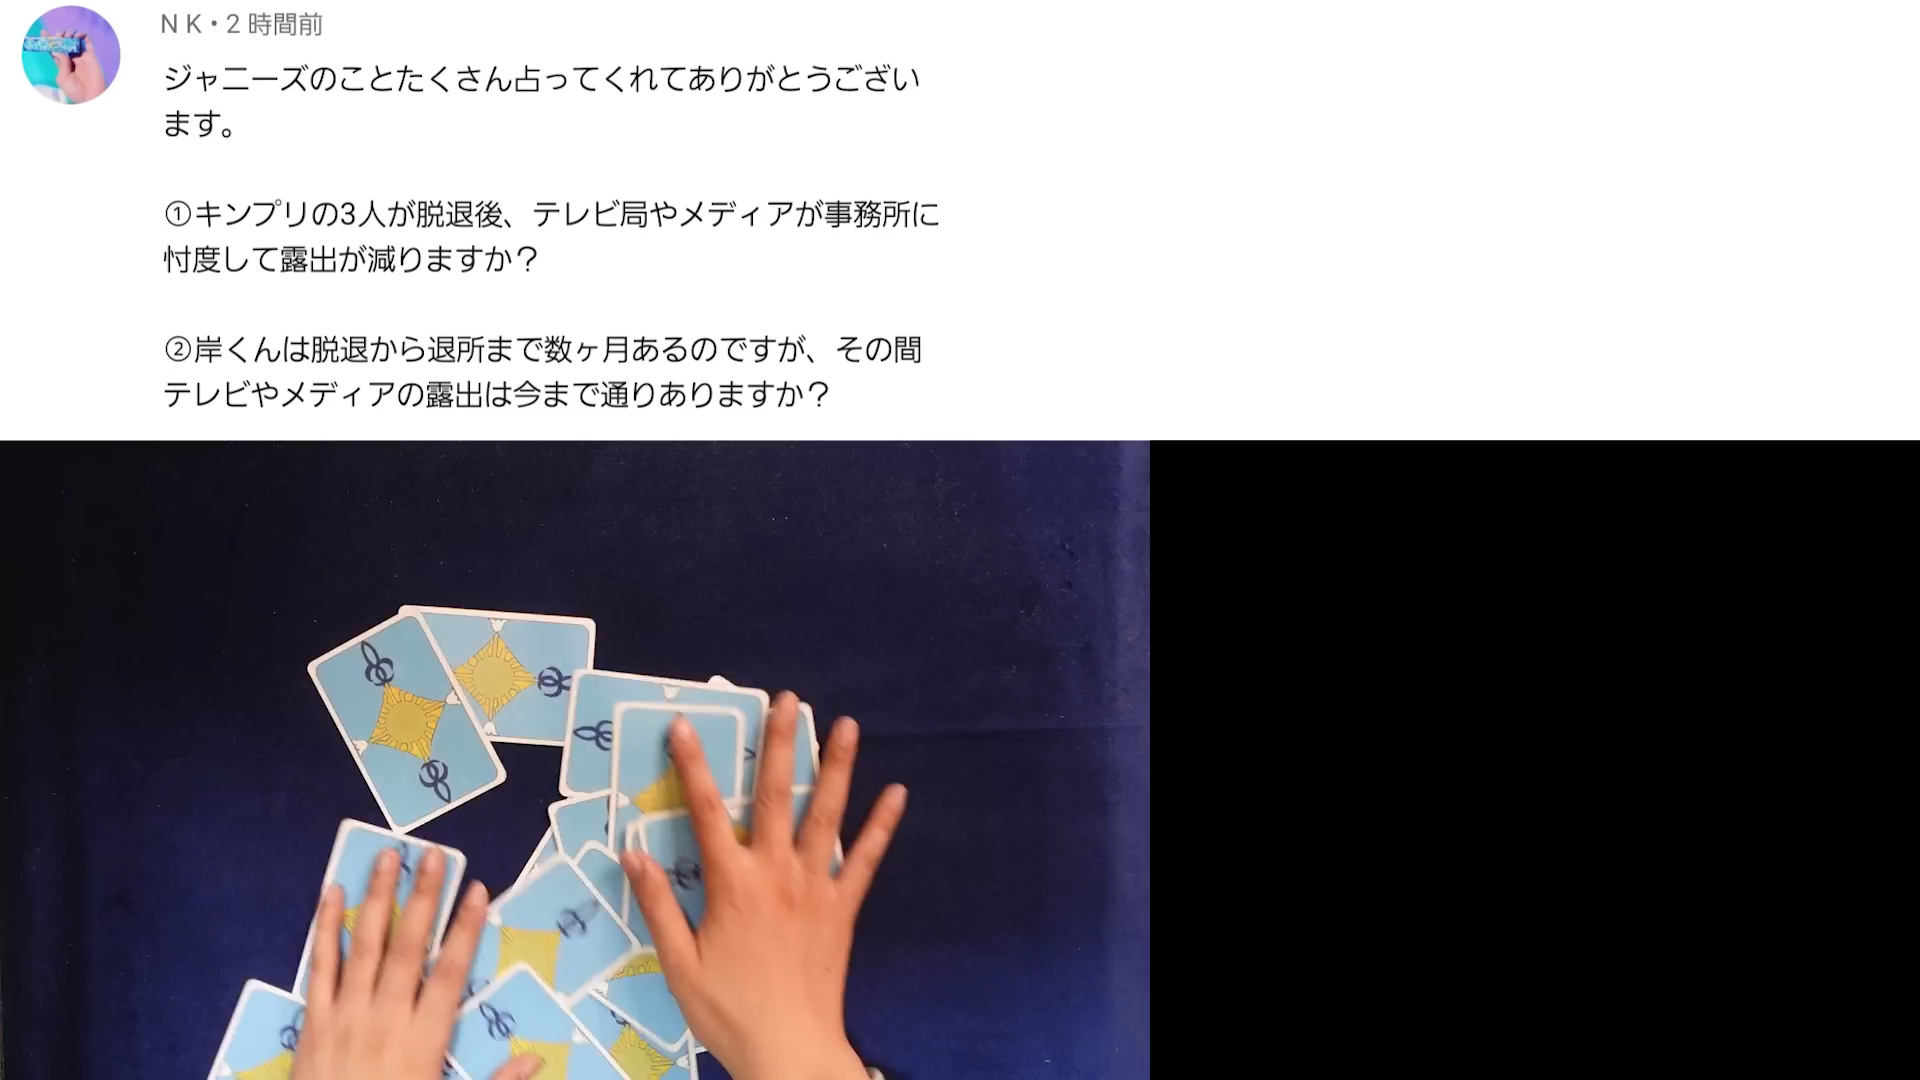 N K • 2 時間前
ジャニーズのことたくさん占ってくれてありがとうござい
ます。
①キンプリの3人が脱退後、テレビ局やメディアが事務所に
忖度して露出が減りますか？
②岸くんは脱退から退所まで数ヶ月あるのですが、その間
テレビやメディアの露出は今まで通りありますか？